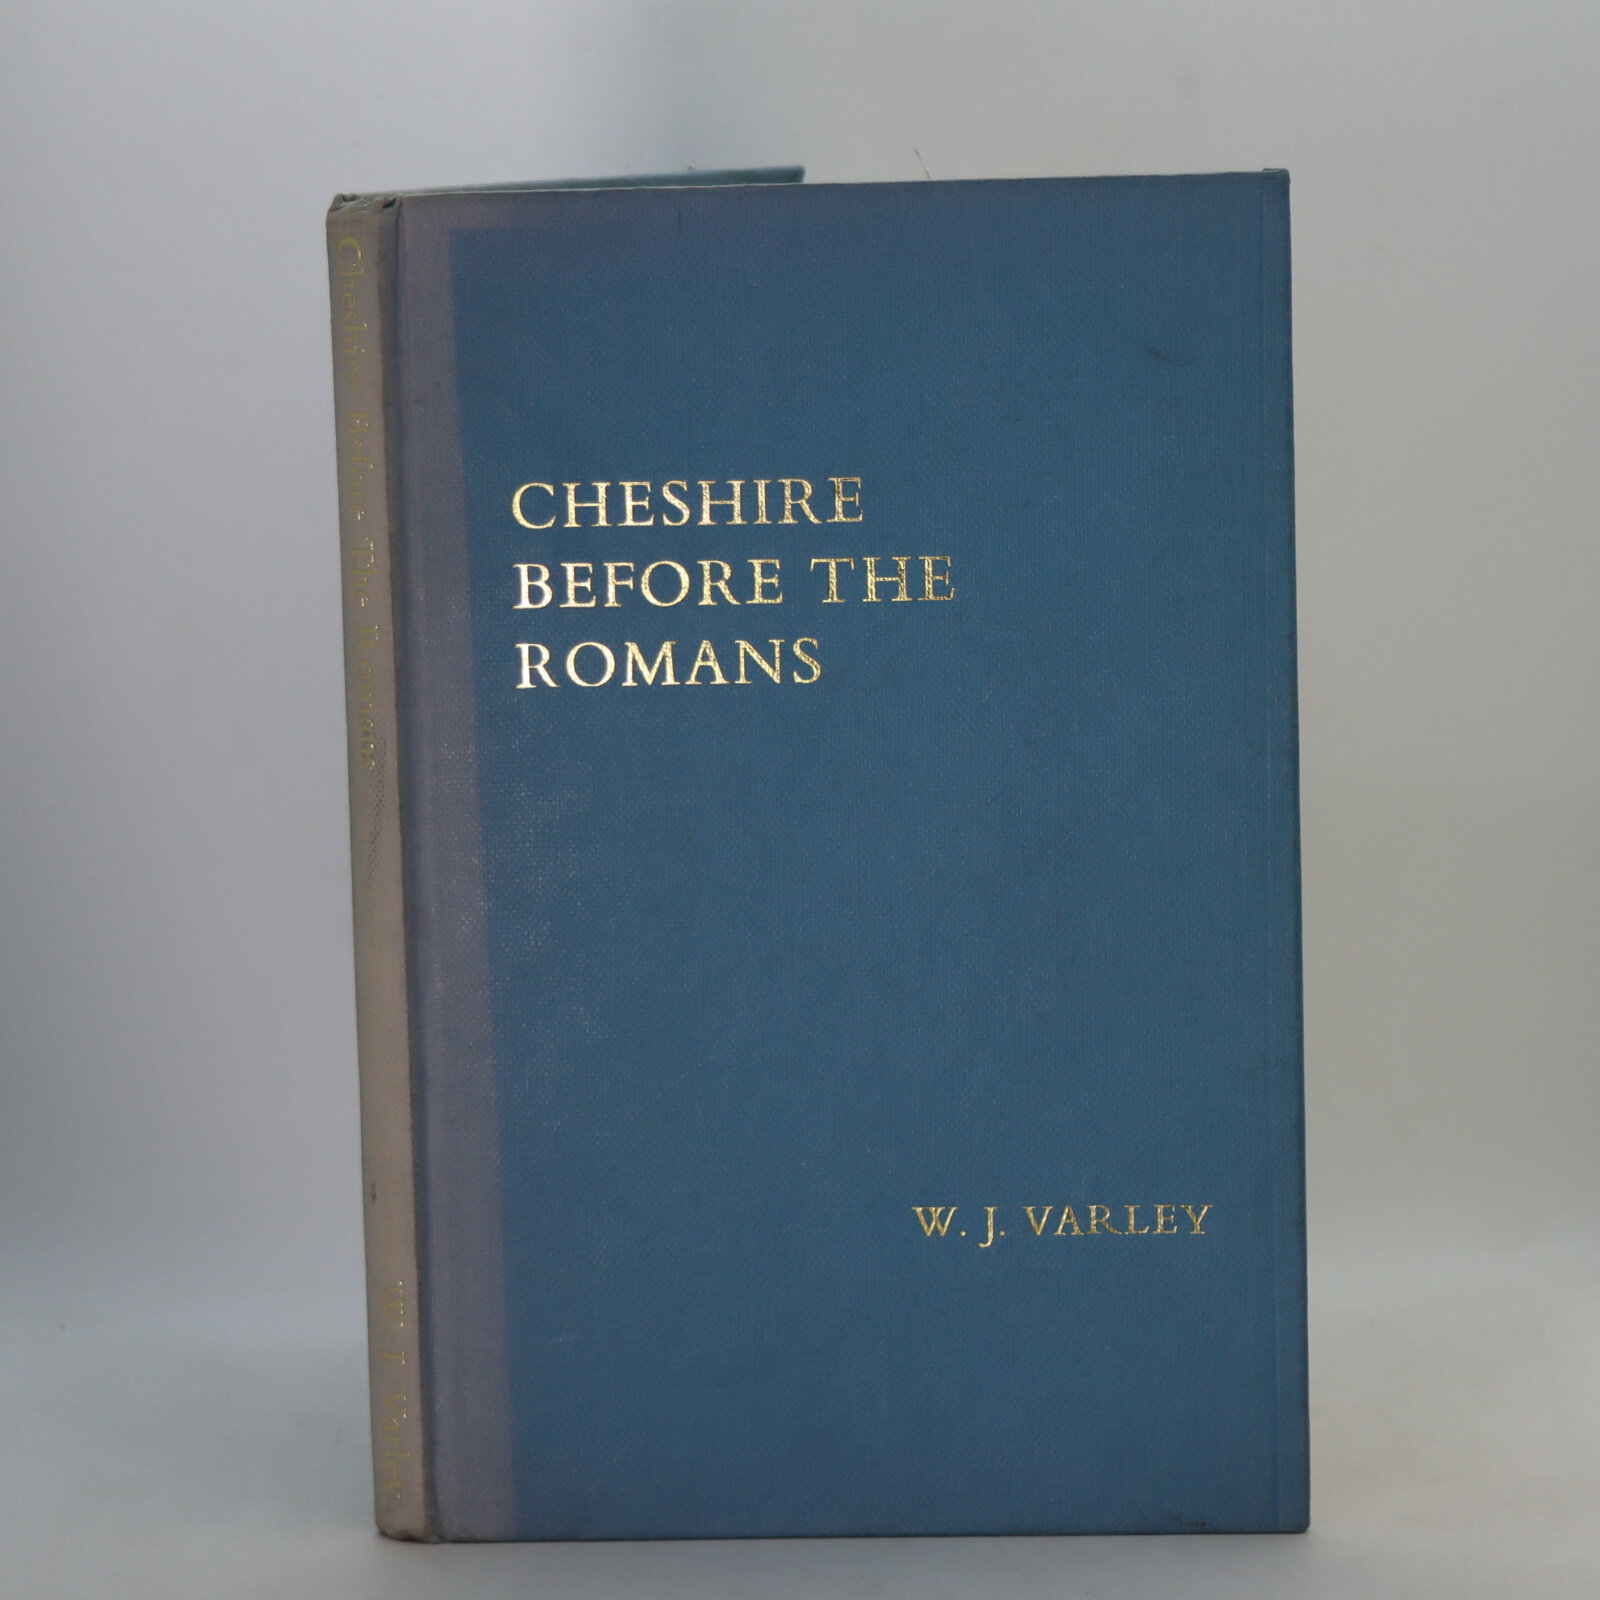 CHESHIRE
BEFORE THE
ROMANS
W. J. VARLEY
Cheshire Before The Romans
W. J. Varley